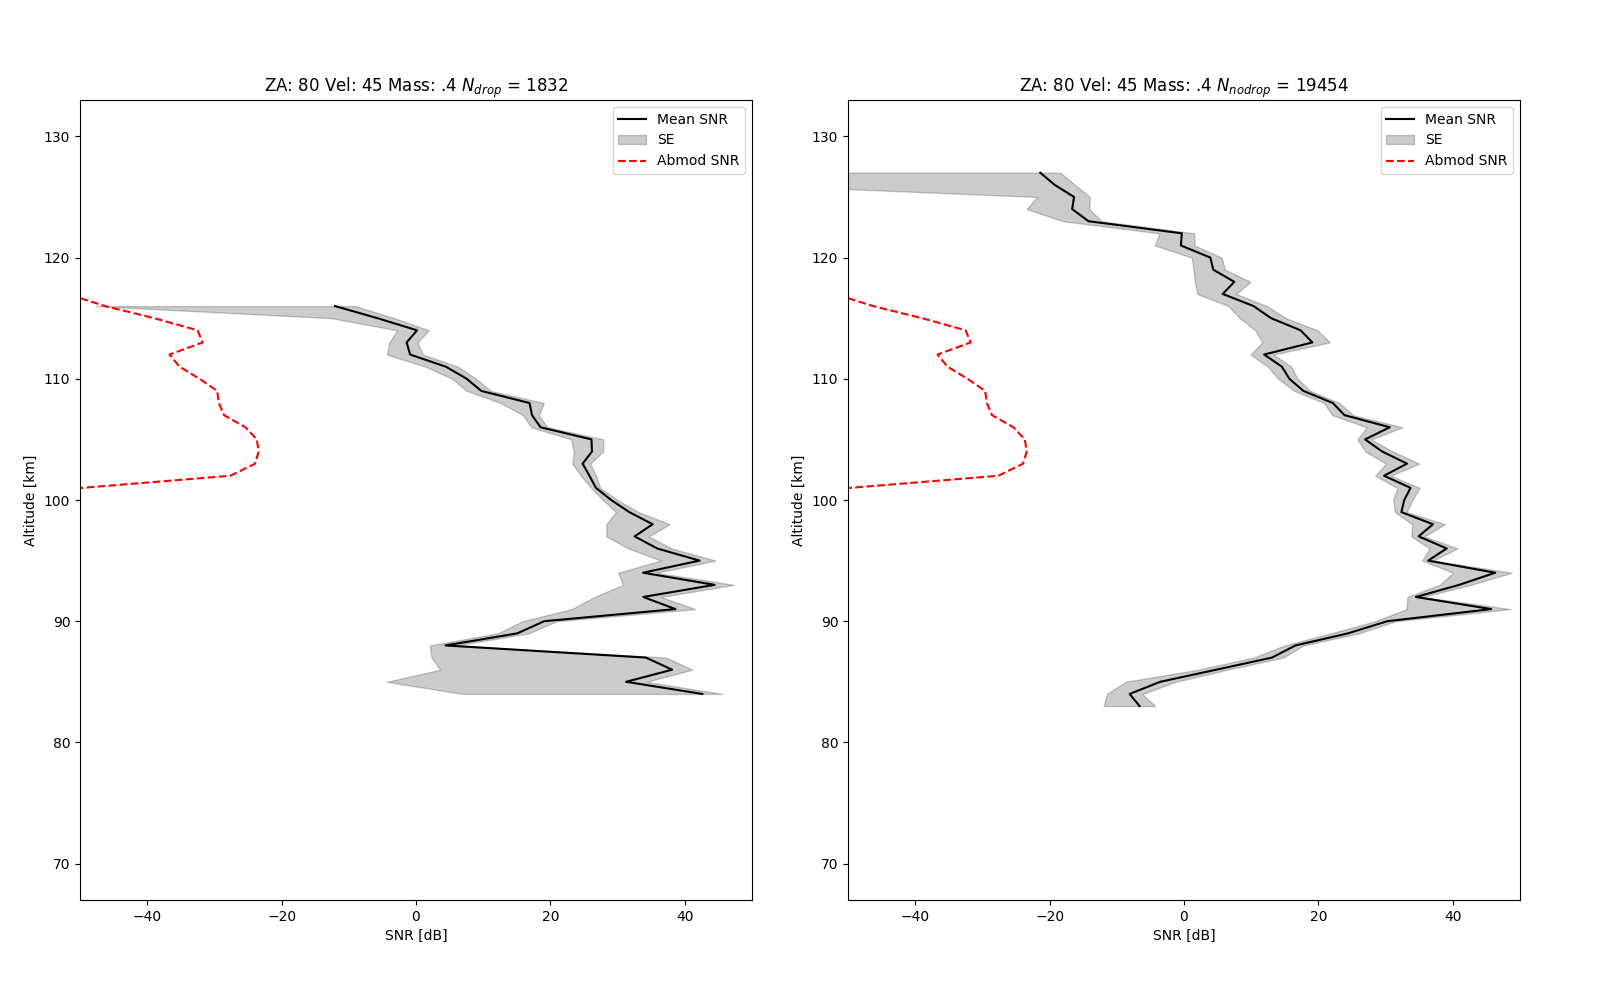 ZA: 80 Vel: 45 Mass: .4 N_drop = 1832
Mean SNR
SE
Abmod SNR
130
120
110
100
90
80
70
Altitude [km]
−40
−20
0
20
40
SNR [dB]
ZA: 80 Vel: 45 Mass: .4 N_nodrop = 19454
Mean SNR
SE
Abmod SNR
130
120
110
100
90
80
70
Altitude [km]
−40
−20
0
20
40
SNR [dB]